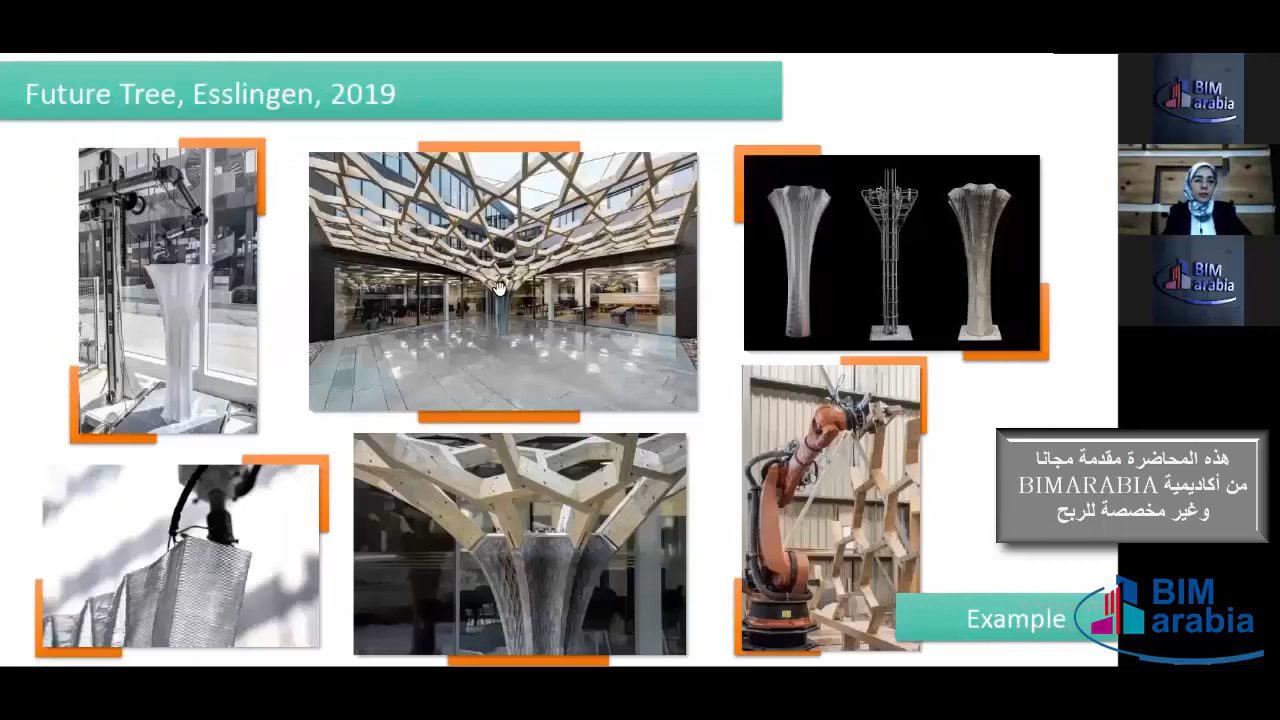 Future Tree, Esslingen, 2019
BIM
arabia
BIM
arabia
هذه المحاضرة مقدمة مجانا
من أكاديمية BIMARABIA
وغير مخصصة للربح
Example
BIM
arabia